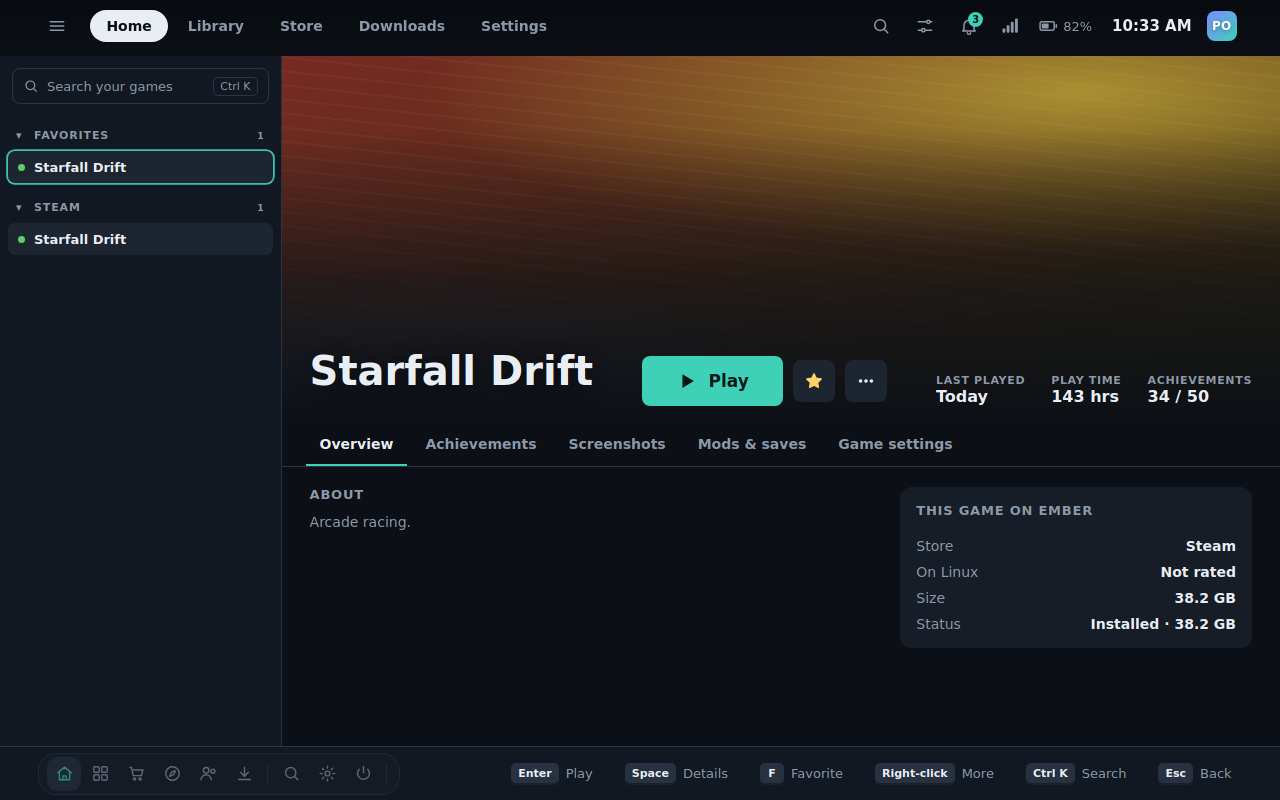 Home Library Store Downloads Settings 3 82% 10:33 AM PO
Search your games Ctrl K
FAVORITES 1
Starfall Drift
STEAM 1
Starfall Drift
Starfall Drift
Play
LAST PLAYED PLAY TIME ACHIEVEMENTS
Today 143 hrs 34 / 50
Overview Achievements Screenshots Mods & saves Game settings
ABOUT
Arcade racing.
THIS GAME ON EMBER
Store Steam
On Linux Not rated
Size 38.2 GB
Status Installed · 38.2 GB
Enter Play Space Details F Favorite Right-click More Ctrl K Search Esc Back